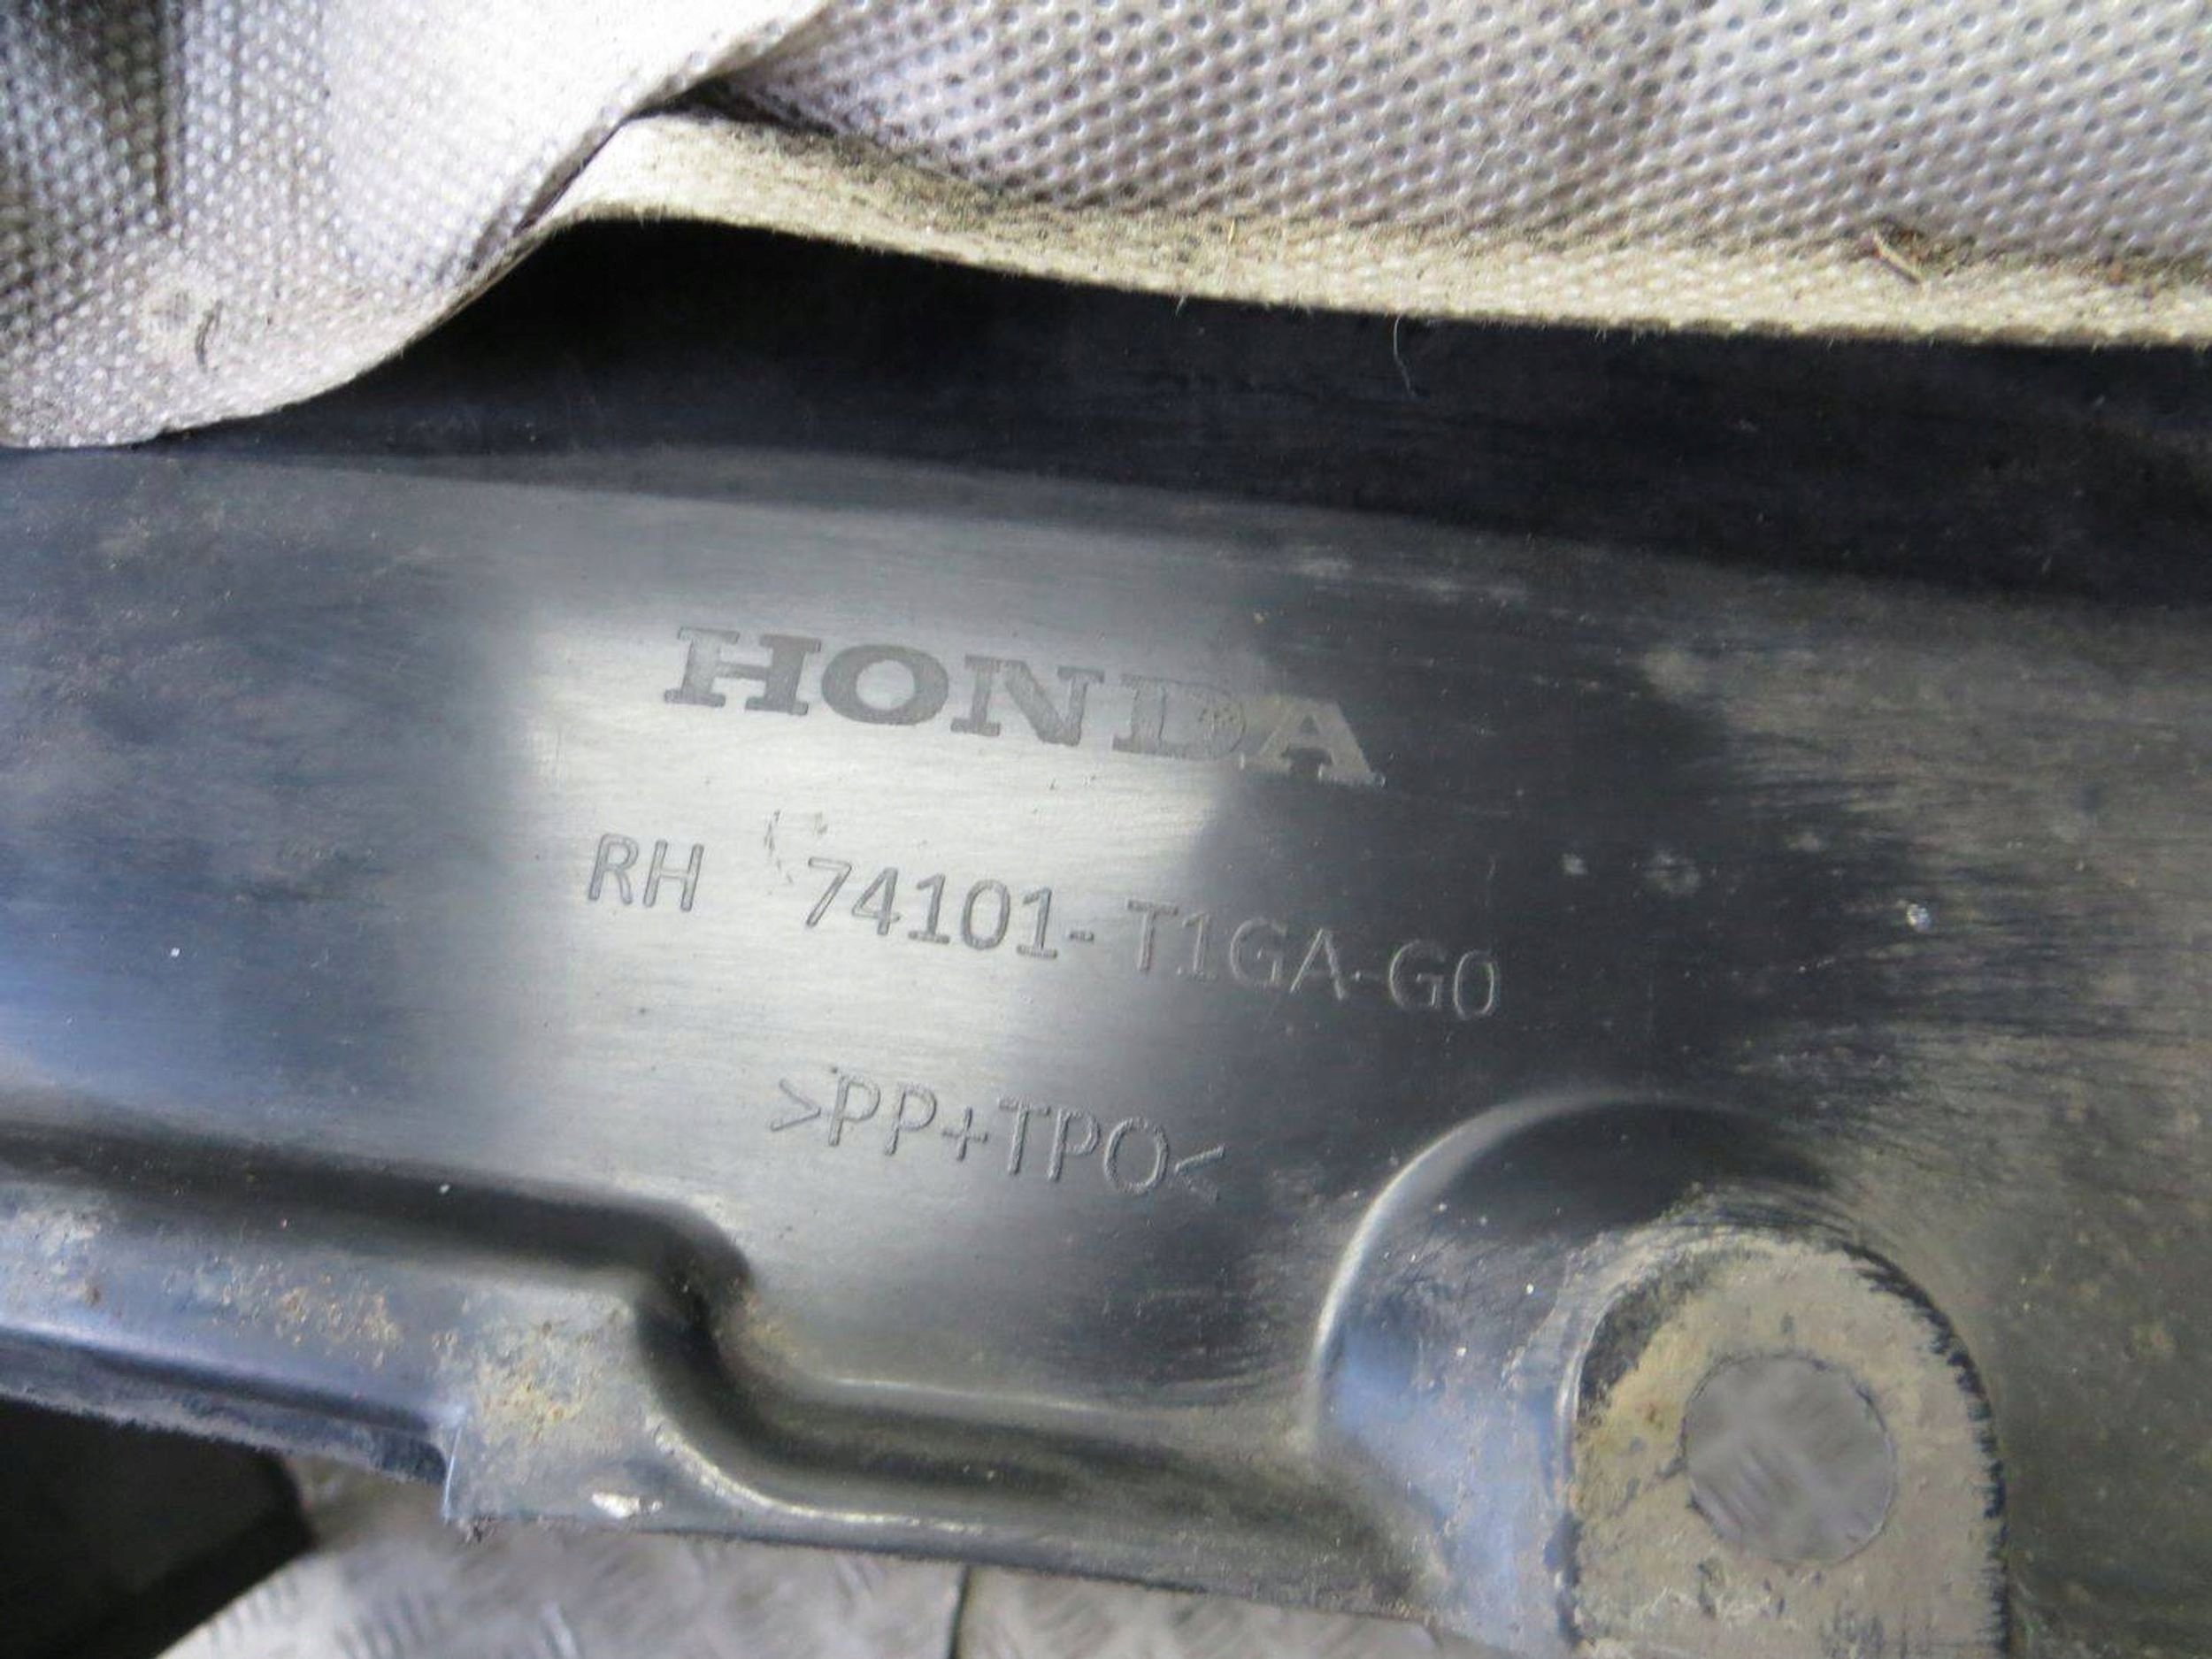 HONDA
RH 74101-T1GA-G0
>PP+TPO<